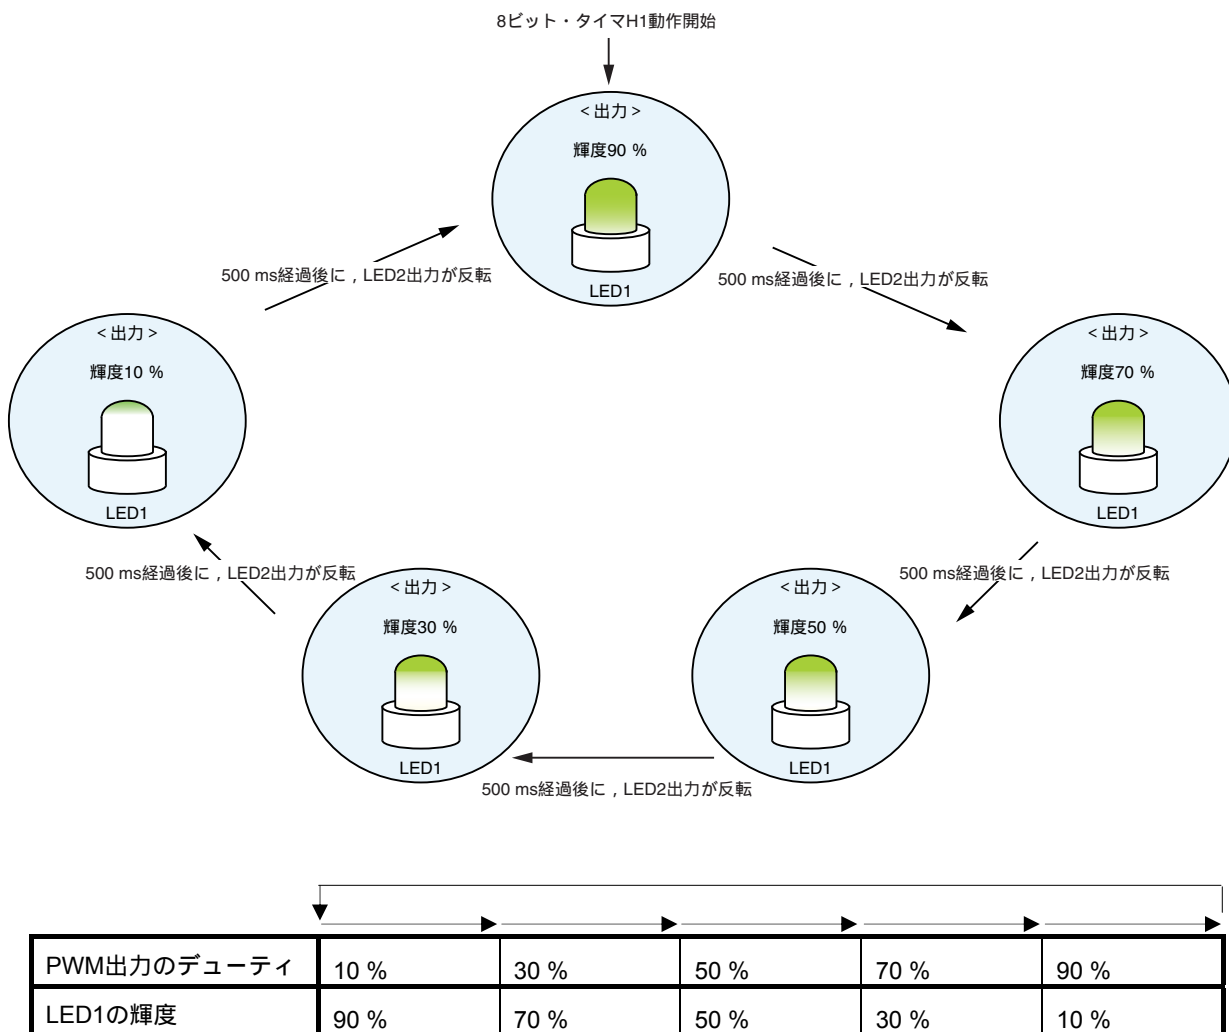 8ビット・タイマH1動作開始
<出力>
輝度90 %
LED1
500 ms経過後に，LED2出力が反転
500 ms経過後に，LED2出力が反転
<出力>
輝度10 %
LED1
<出力>
輝度70 %
LED1
500 ms経過後に，LED2出力が反転
500 ms経過後に，LED2出力が反転
<出力>
輝度30 %
LED1
<出力>
輝度50 %
LED1
500 ms経過後に，LED2出力が反転
PWM出力のデューティ 10 % 30 % 50 % 70 % 90 %
LED1の輝度 90 % 70 % 50 % 30 % 10 %